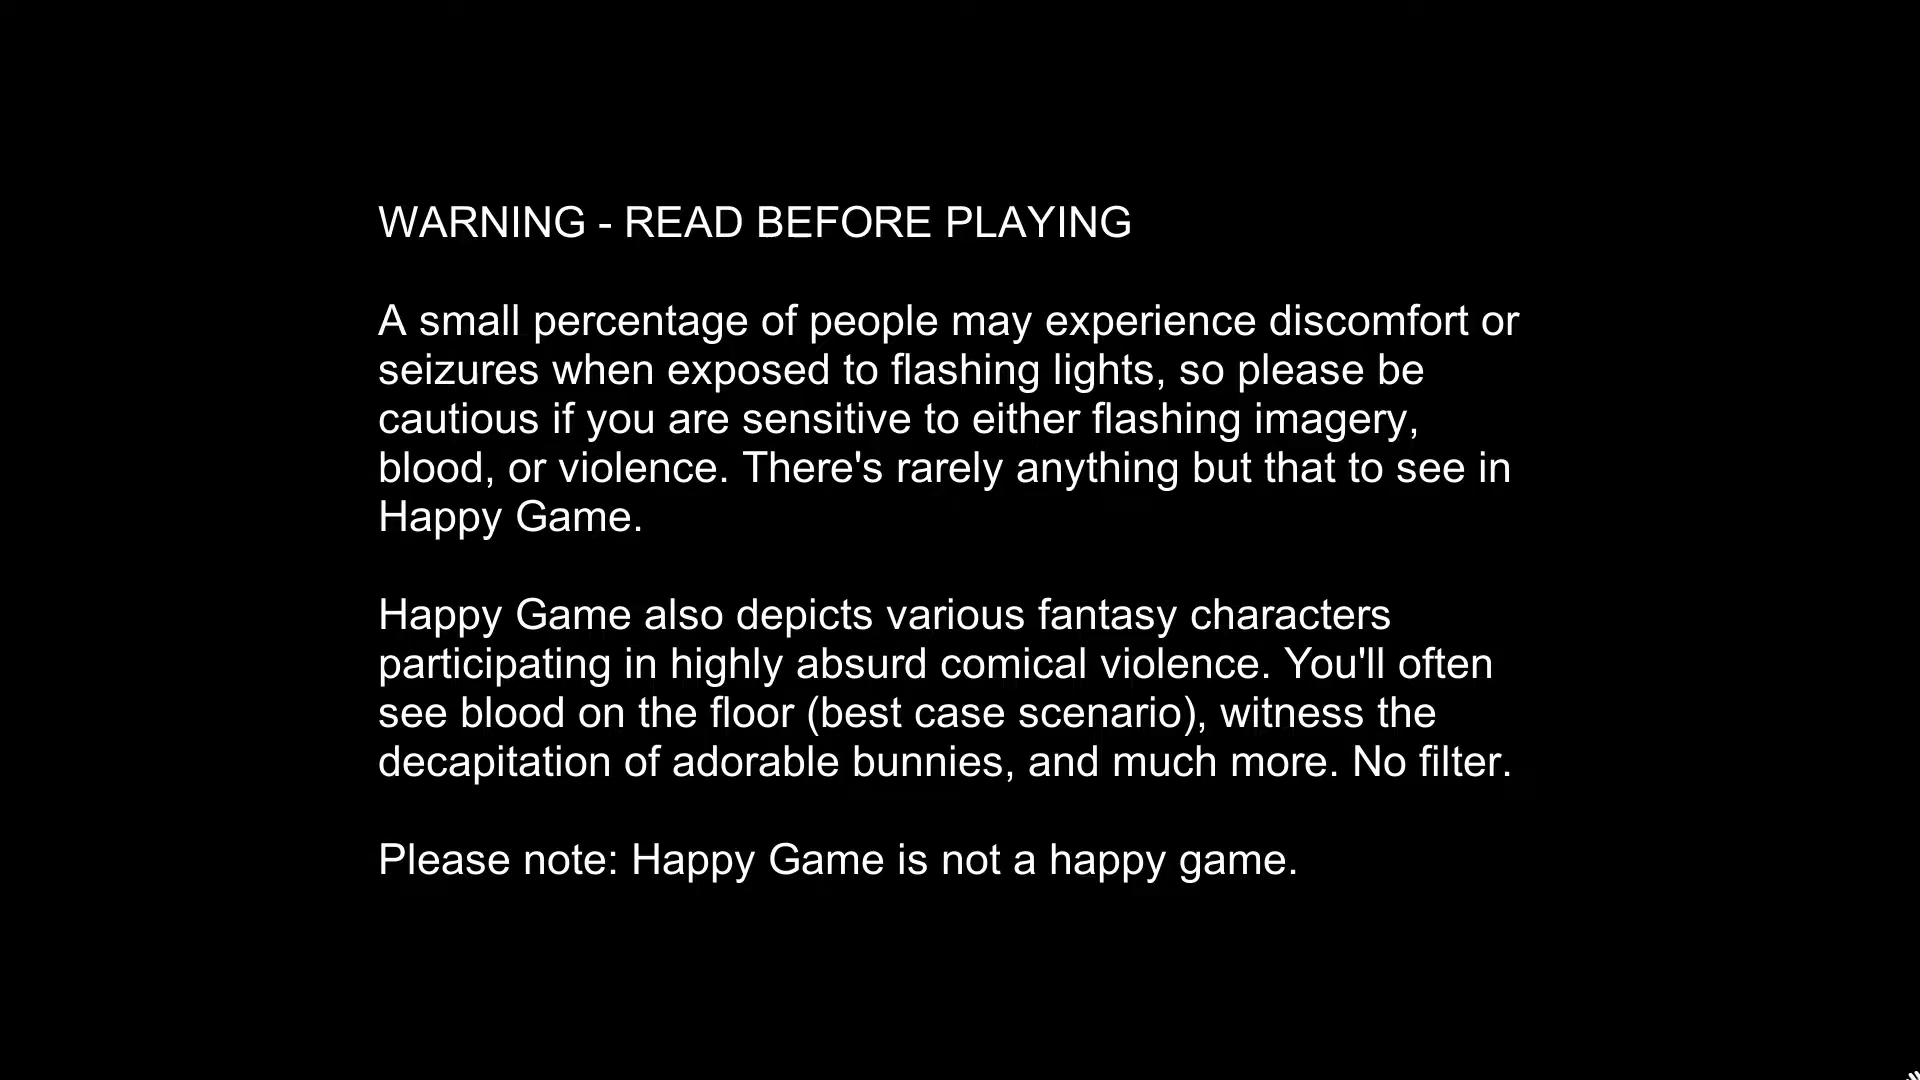 WARNING - READ BEFORE PLAYING
A small percentage of people may experience discomfort or
seizures when exposed to flashing lights, so please be
cautious if you are sensitive to either flashing imagery,
blood, or violence. There's rarely anything but that to see in
Happy Game.
Happy Game also depicts various fantasy characters
participating in highly absurd comical violence. You'll often
see blood on the floor (best case scenario), witness the
decapitation of adorable bunnies, and much more. No filter.
Please note: Happy Game is not a happy game.